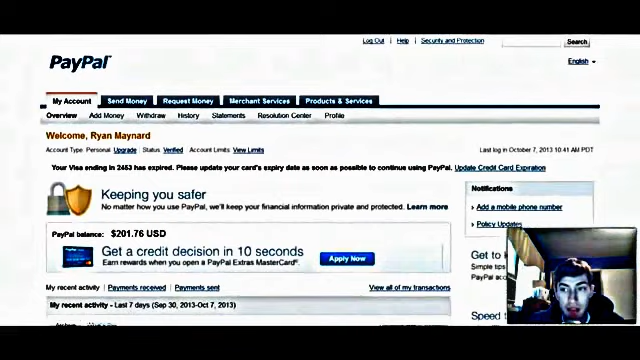 Log Out | Help | Security and Protection Search
PayPal
English
My Account Send Money Request Money Merchant Services Products & Services
Overview Add Money Withdraw History Statements Resolution Center Profile
Welcome, Ryan Maynard
Account Type: Personal Upgrade | Status: Verified Account Limits: View Limits Last log in October 7, 2013 10:41 AM PDT
Your Visa ending in 2453 has expired. Please update your card's expiry date as soon as possible to continue using PayPal. Update Credit Card Expiration
Keeping you safer
No matter how you use PayPal, we'll keep your financial information private and protected. Learn more
Notifications
Add a mobile phone number
Policy Updates
PayPal balance: $201.76 USD
Get a credit decision in 10 seconds
Earn rewards when you open a PayPal Extras MasterCard®.
Apply Now
Get to
Simple tips
PayPal
My recent activity | Payments received | Payments sent View all of my transactions
My recent activity - Last 7 days (Sep 30, 2013-Oct 7, 2013)
Speed
Archive What's this